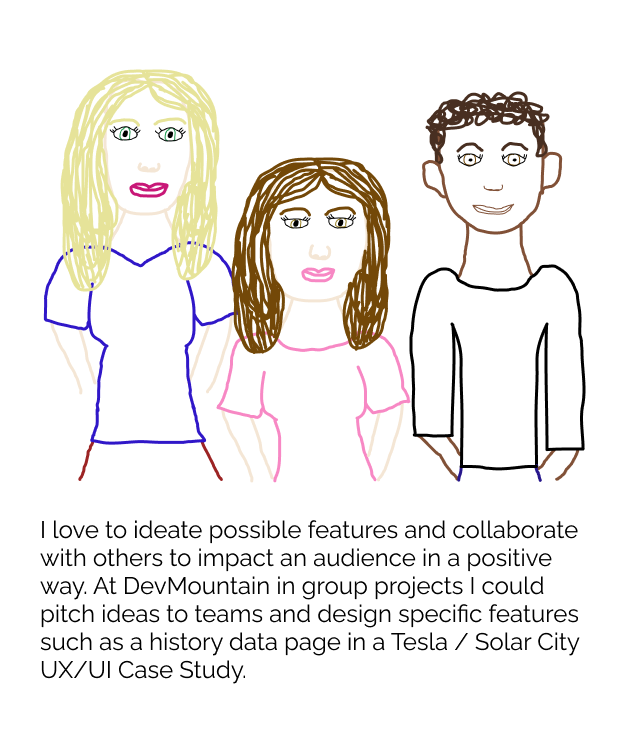 I love to ideate possible features and collaborate
with others to impact an audience in a positive
way. At DevMountain in group projects I could
pitch ideas to teams and design specific features
such as a history data page in a Tesla / Solar City
UX/UI Case Study.